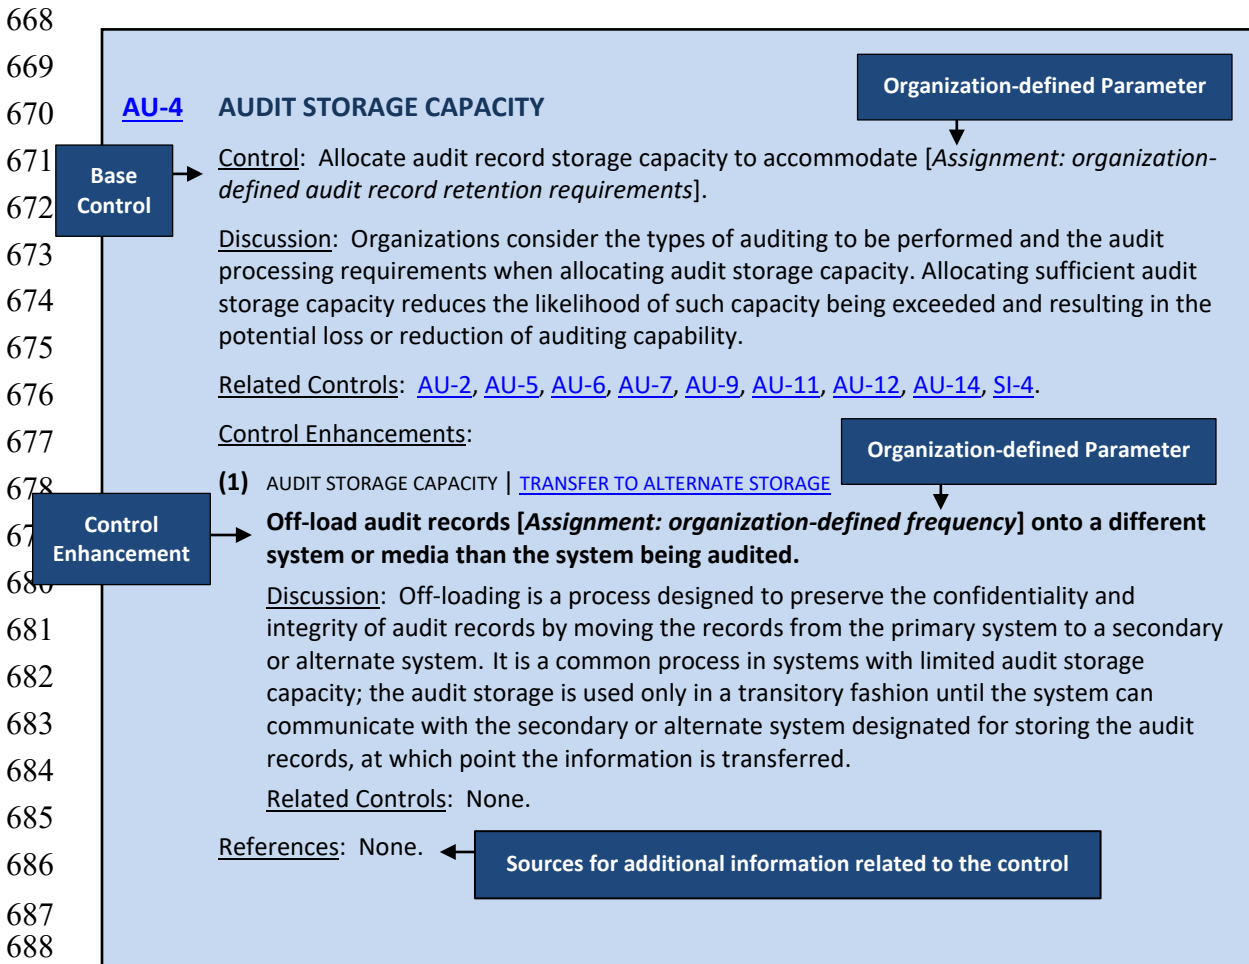 668
669
Organization-defined Parameter
670 AU-4 AUDIT STORAGE CAPACITY
671 Control: Allocate audit record storage capacity to accommodate [Assignment: organization-
Base Control
672 defined audit record retention requirements].
673 Discussion: Organizations consider the types of auditing to be performed and the audit
processing requirements when allocating audit storage capacity. Allocating sufficient audit
674 storage capacity reduces the likelihood of such capacity being exceeded and resulting in the
675 potential loss or reduction of auditing capability.
676 Related Controls: AU-2, AU-5, AU-6, AU-7, AU-9, AU-11, AU-12, AU-14, SI-4.
677 Control Enhancements:
Organization-defined Parameter
678 (1) AUDIT STORAGE CAPACITY | TRANSFER TO ALTERNATE STORAGE
Control Enhancement
Off-load audit records [Assignment: organization-defined frequency] onto a different
system or media than the system being audited.
680 Discussion: Off-loading is a process designed to preserve the confidentiality and
681 integrity of audit records by moving the records from the primary system to a secondary
682 or alternate system. It is a common process in systems with limited audit storage
683 capacity; the audit storage is used only in a transitory fashion until the system can
communicate with the secondary or alternate system designated for storing the audit
684 records, at which point the information is transferred.
685 Related Controls: None.
686 References: None.
Sources for additional information related to the control
687
688